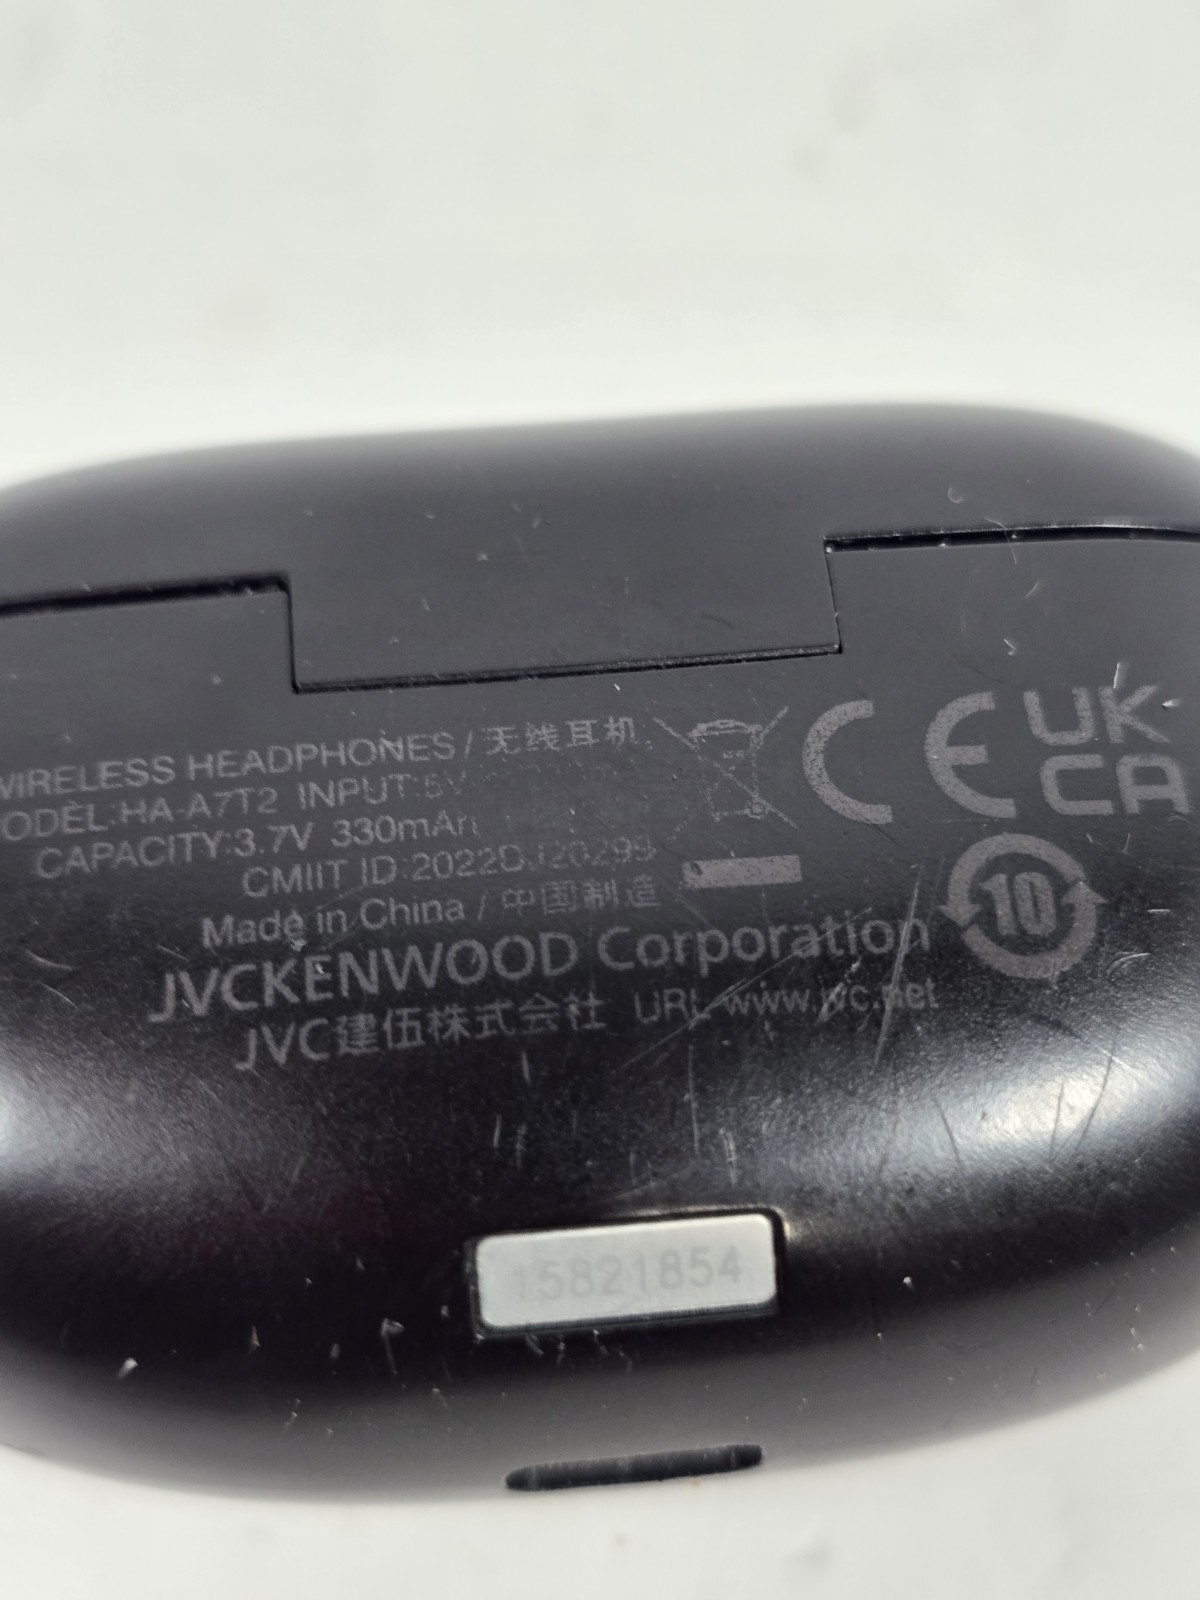 WIRELESS HEADPHONES / 无线耳机
MODEL:HA-A7T2 INPUT:5V
CAPACITY:3.7V 330mAh
CMIIT ID:
Made in China / 中国制造
JVCKENWOOD Corporation
JVC建伍株式会社 URL www.jvc.net
CE
UK
CA
10
15821854